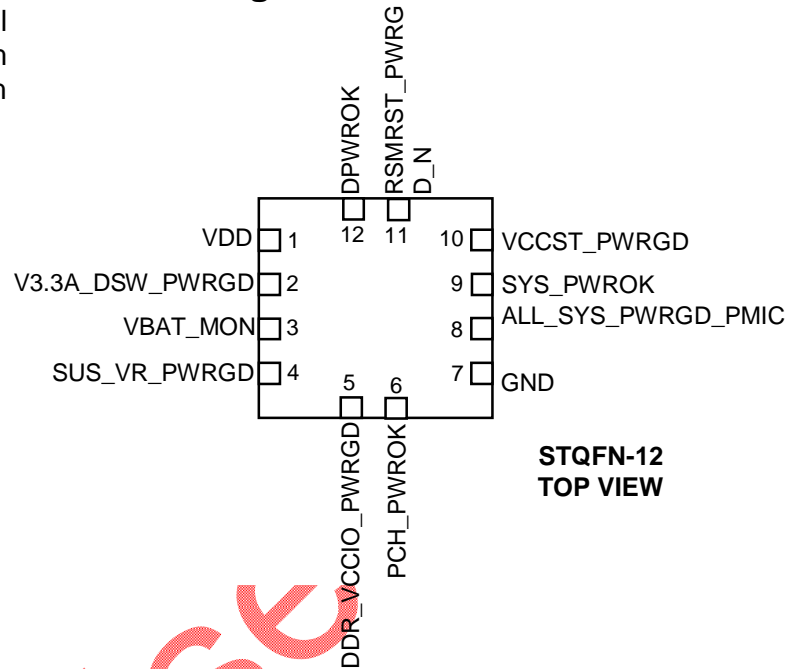 DPWROK
RSMRST_PWRG
D_N
12
11
VDD
1
10
VCCST_PWRGD
V3.3A_DSW_PWRGD
2
9
SYS_PWROK
VBAT_MON
3
8
ALL_SYS_PWRGD_PMIC
SUS_VR_PWRGD
4
7
GND
5
6
DDR_VCCIO_PWRGD
PCH_PWROK
STQFN-12
TOP VIEW